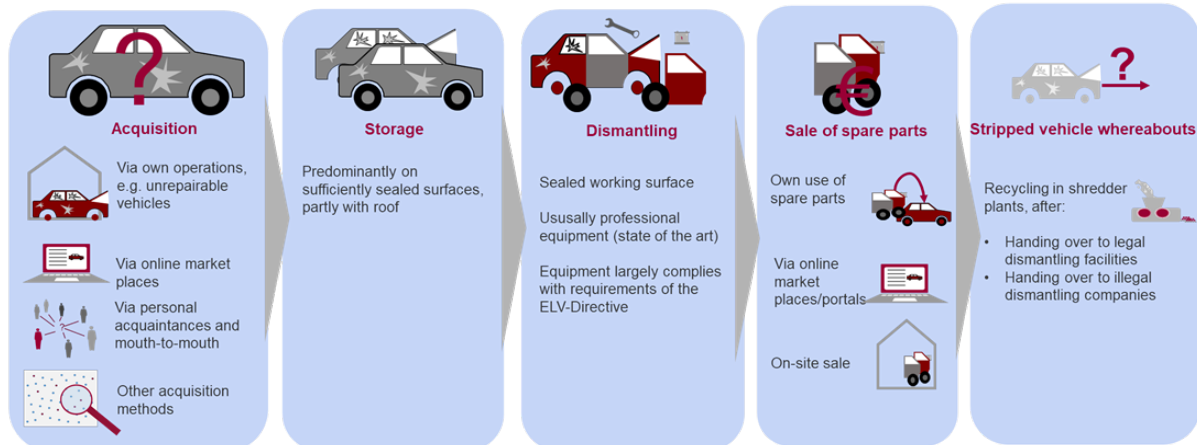 ?
Acquisition
Via own operations,
e.g. unrepairable
vehicles
Via online market
places
Via personal
acquaintances and
mouth-to-mouth
Other acquisition
methods
Storage
Predominantly on
sufficiently sealed surfaces,
partly with roof
Dismantling
Sealed working surface
Ususally professional
equipment (state of the art)
Equipment largely complies
with requirements of the
ELV-Directive
€
Sale of spare parts
Own use of
spare parts
Via online
market
places/portals
On-site sale
?
Stripped vehicle whereabouts
Recycling in shredder
plants, after:
• Handing over to legal
dismantling facilities
• Handing over to illegal
dismantling companies